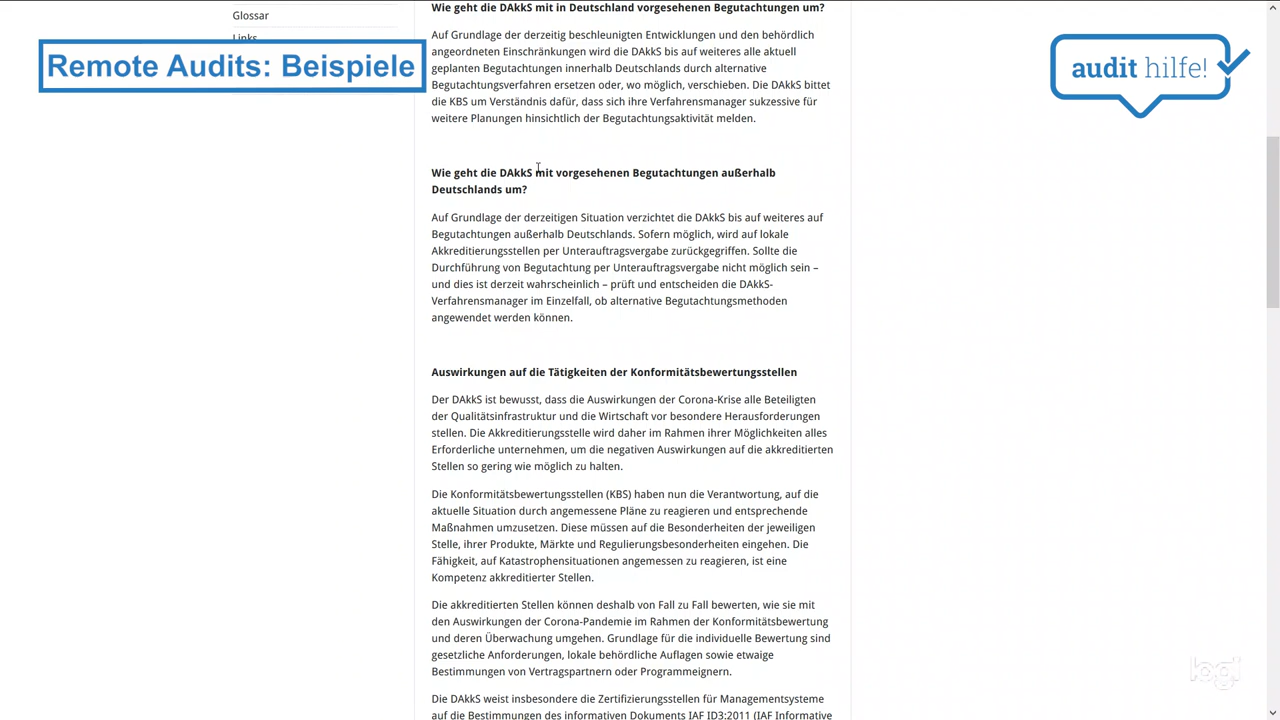 Glossar
Links
Remote Audits: Beispiele
audit hilfe!
Wie geht die DAkkS mit in Deutschland vorgesehenen Begutachtungen um?
Auf Grundlage der derzeitig beschleunigten Entwicklungen und den behördlich
angeordneten Einschränkungen wird die DAkkS bis auf weiteres alle aktuell
geplanten Begutachtungen innerhalb Deutschlands durch alternative
Begutachtungsverfahren ersetzen oder, wo möglich, verschieben. Die DAkkS bittet
die KBS um Verständnis dafür, dass sich ihre Verfahrensmanager sukzessive für
weitere Planungen hinsichtlich der Begutachtungsaktivität melden.
Wie geht die DAkkS mit vorgesehenen Begutachtungen außerhalb
Deutschlands um?
Auf Grundlage der derzeitigen Situation verzichtet die DAkkS bis auf weiteres auf
Begutachtungen außerhalb Deutschlands. Sofern möglich, wird auf lokale
Akkreditierungsstellen per Unterauftragsvergabe zurückgegriffen. Sollte die
Durchführung von Begutachtung per Unterauftragsvergabe nicht möglich sein –
und dies ist derzeit wahrscheinlich – prüft und entscheiden die DAkkS-
Verfahrensmanager im Einzelfall, ob alternative Begutachtungsmethoden
angewendet werden können.
Auswirkungen auf die Tätigkeiten der Konformitätsbewertungsstellen
Der DAkkS ist bewusst, dass die Auswirkungen der Corona-Krise alle Beteiligten
der Qualitätsinfrastruktur und die Wirtschaft vor besondere Herausforderungen
stellen. Die Akkreditierungsstelle wird daher im Rahmen ihrer Möglichkeiten alles
Erforderliche unternehmen, um die negativen Auswirkungen auf die akkreditierten
Stellen so gering wie möglich zu halten.
Die Konformitätsbewertungsstellen (KBS) haben nun die Verantwortung, auf die
aktuelle Situation durch angemessene Pläne zu reagieren und entsprechende
Maßnahmen umzusetzen. Diese müssen auf die Besonderheiten der jeweiligen
Stelle, ihrer Produkte, Märkte und Regulierungsbesonderheiten eingehen. Die
Fähigkeit, auf Katastrophensituationen angemessen zu reagieren, ist eine
Kompetenz akkreditierter Stellen.
Die akkreditierten Stellen können deshalb von Fall zu Fall bewerten, wie sie mit
den Auswirkungen der Corona-Pandemie im Rahmen der Konformitätsbewertung
und deren Überwachung umgehen. Grundlage für die individuelle Bewertung sind
gesetzliche Anforderungen, lokale behördliche Auflagen sowie etwaige
Bestimmungen von Vertragspartnern oder Programmeignern.
Die DAkkS weist insbesondere die Zertifizierungsstellen für Managementsysteme
auf die Bestimmungen des informativen Dokuments IAF ID3:2011 (IAF Informative
logi